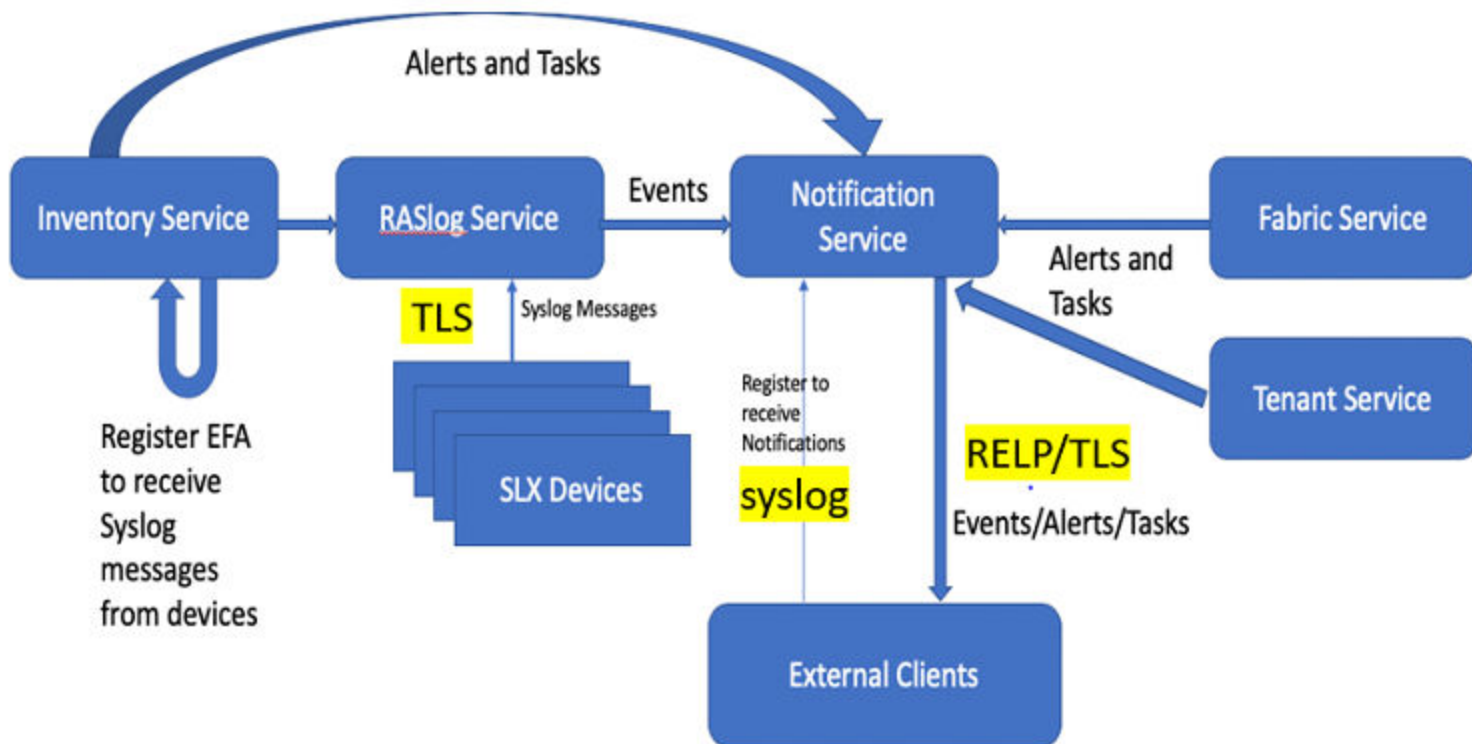 Alerts and Tasks
Inventory Service
RASlog Service
Events
Notification
Service
Fabric Service
Alerts and
Tasks
Tenant Service
TLS
Syslog Messages
SLX Devices
Register EFA
to receive
Syslog
messages
from devices
Register to
receive
Notifications
syslog
RELP/TLS
Events/Alerts/Tasks
External Clients